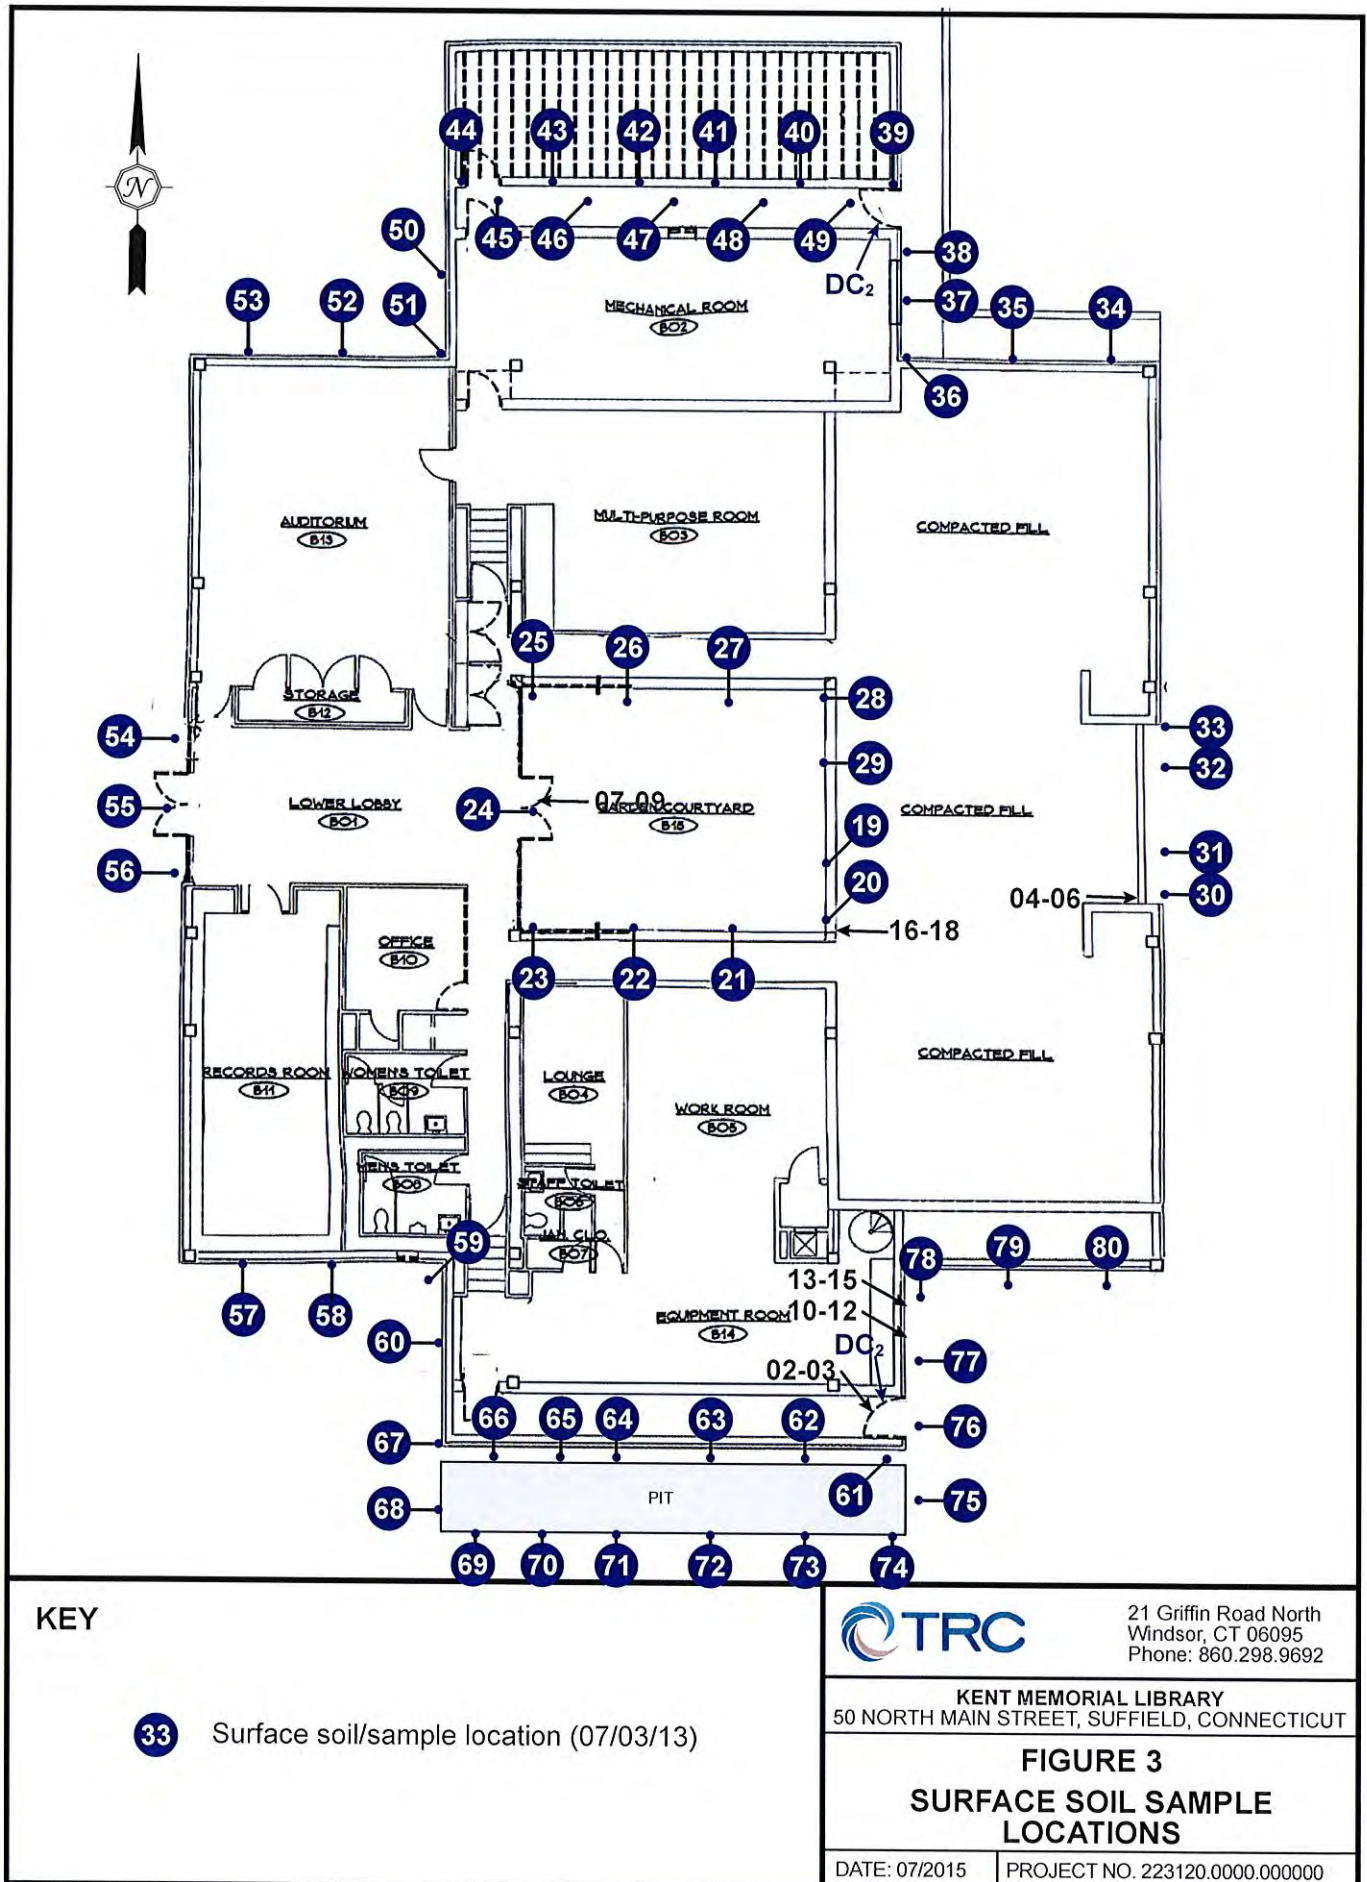 44 43 42 41 40 39
N
50
45 46 47 48 49
38
53 52 51
DC2
37
MECHANICAL ROOM
B02
35 34
36
AUDITORIUM
B13
MULTI-PURPOSE ROOM
B03
COMPACTED FILL
25 26 27
STORAGE
B12
28
33
54
29
32
55
LOWER LOBBY
B01
24
07-09
GARDEN COURTYARD
B15
COMPACTED FILL
19
31
56
20
04-06
30
16-18
OFFICE
B10
23 22 21
RECORDS ROOM
B11
WOMEN'S TOILET
B09
LOUNGE
B04
COMPACTED FILL
WORK ROOM
B05
MEN'S TOILET
B08
STAFF TOILET
B06
JAN. CLO.
B07
59
78 79 80
13-15
57 58
EQUIPMENT ROOM
B14
10-12
60
DC2
77
02-03
66 65 64 63 62
76
67
61
PIT
75
68
69 70 71 72 73 74
KEY
33 Surface soil/sample location (07/03/13)
TRC
21 Griffin Road North
Windsor, CT 06095
Phone: 860.298.9692
KENT MEMORIAL LIBRARY
50 NORTH MAIN STREET, SUFFIELD, CONNECTICUT
FIGURE 3
SURFACE SOIL SAMPLE
LOCATIONS
DATE: 07/2015
PROJECT NO. 223120.0000.000000